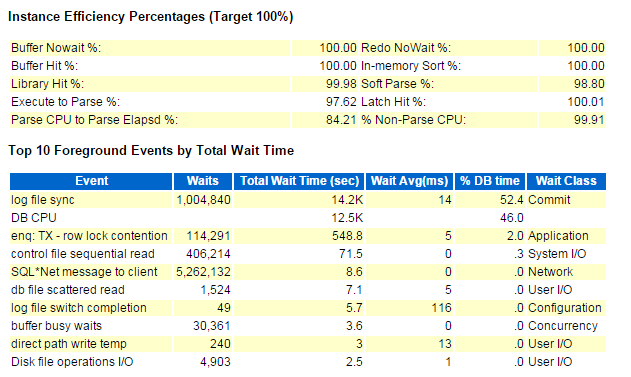 Instance Efficiency Percentages (Target 100%)
Buffer Nowait %: 100.00 Redo NoWait %: 100.00
Buffer Hit %: 100.00 In-memory Sort %: 100.00
Library Hit %: 99.98 Soft Parse %: 98.80
Execute to Parse %: 97.62 Latch Hit %: 100.01
Parse CPU to Parse Elapsd %: 84.21 % Non-Parse CPU: 99.91
Top 10 Foreground Events by Total Wait Time
Event Waits Total Wait Time (sec) Wait Avg(ms) % DB time Wait Class
log file sync 1,004,840 14.2K 14 52.4 Commit
DB CPU 12.5K 46.0
enq: TX - row lock contention 114,291 548.8 5 2.0 Application
control file sequential read 406,214 71.5 0 .3 System I/O
SQL*Net message to client 5,262,132 8.6 0 .0 Network
db file scattered read 1,524 7.1 5 .0 User I/O
log file switch completion 49 5.7 116 .0 Configuration
buffer busy waits 30,361 3.6 0 .0 Concurrency
direct path write temp 240 3 13 .0 User I/O
Disk file operations I/O 4,903 2.5 1 .0 User I/O